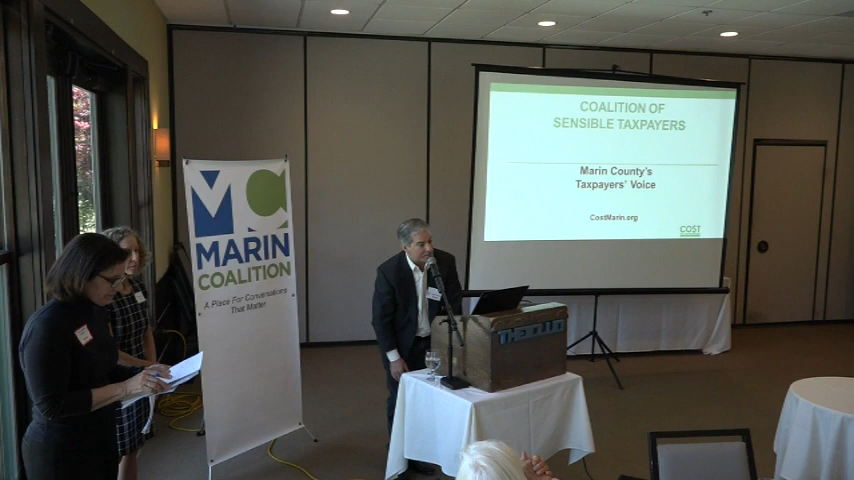 MC
MARIN
COALITION
A Place For Conversations
That Matter
COALITION OF
SENSIBLE TAXPAYERS
Marin County's
Taxpayers' Voice
CostMarin.org
COST
THE